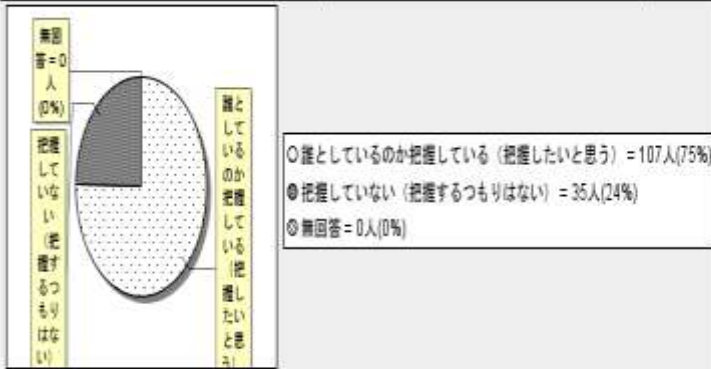 無回
答=0
人
(0%)
把握
して
いな
い
(把
握す
るつ
もり
はな
い)
誰と
して
いる
のか
把握
して
いる
(把
握し
たい
と思
う)
○誰としているのか把握している(把握したいと思う)=107人(75%)
●把握していない(把握するつもりはない)=35人(24%)
◎無回答=0人(0%)